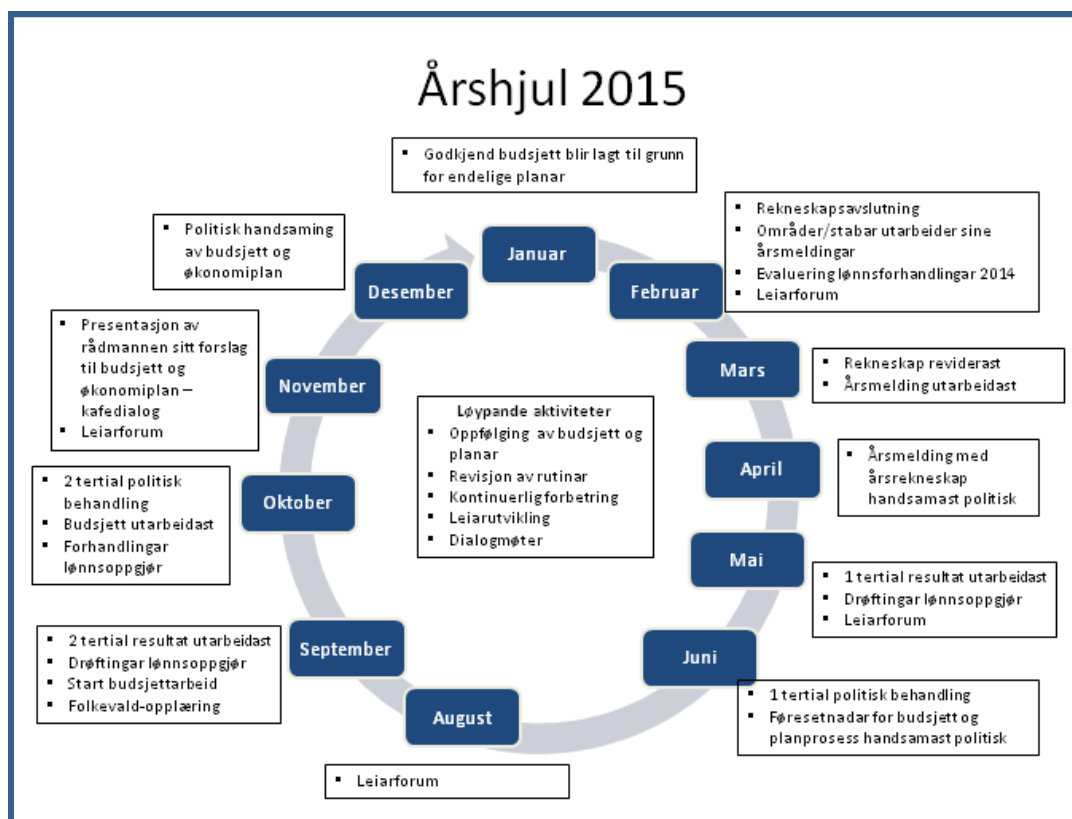 Årshjul 2015
▪ Godkjend budsjett blir lagt til grunn
for endelige planar
Januar
▪ Rekneskapsavslutning
▪ Områder/stabar utarbeider sine
årsmeldingar
▪ Evaluering lønnsforhandlingar 2014
▪ Leiarforum
Februar
▪ Rekneskap reviderast
▪ Årsmelding utarbeidast
Mars
▪ Årsmelding med
årsrekneskap
handsamast politisk
April
▪ 1 tertial resultat utarbeidast
▪ Drøftingar lønnsoppgjør
▪ Leiarforum
Mai
▪ 1 tertial politisk behandling
▪ Føresetnadar for budsjett og
planprosess handsamast politisk
Juni
▪ Leiarforum
August
▪ 2 tertial resultat utarbeidast
▪ Drøftingar lønnsoppgjør
▪ Start budsjettarbeid
▪ Folkevald-opplæring
September
▪ 2 tertial politisk
behandling
▪ Budsjett utarbeidast
▪ Forhandlingar
lønnsoppgjør
Oktober
▪ Presentasjon av
rådmannen sitt forslag
til budsjett og
økonomiplan –
kafedialog
▪ Leiarforum
November
▪ Politisk handsaming
av budsjett og
økonomiplan
Desember
Løypande aktiviteter
▪ Oppfølging av budsjett og
planar
▪ Revisjon av rutinar
▪ Kontinuerlig forbetring
▪ Leiarutvikling
▪ Dialogmøter